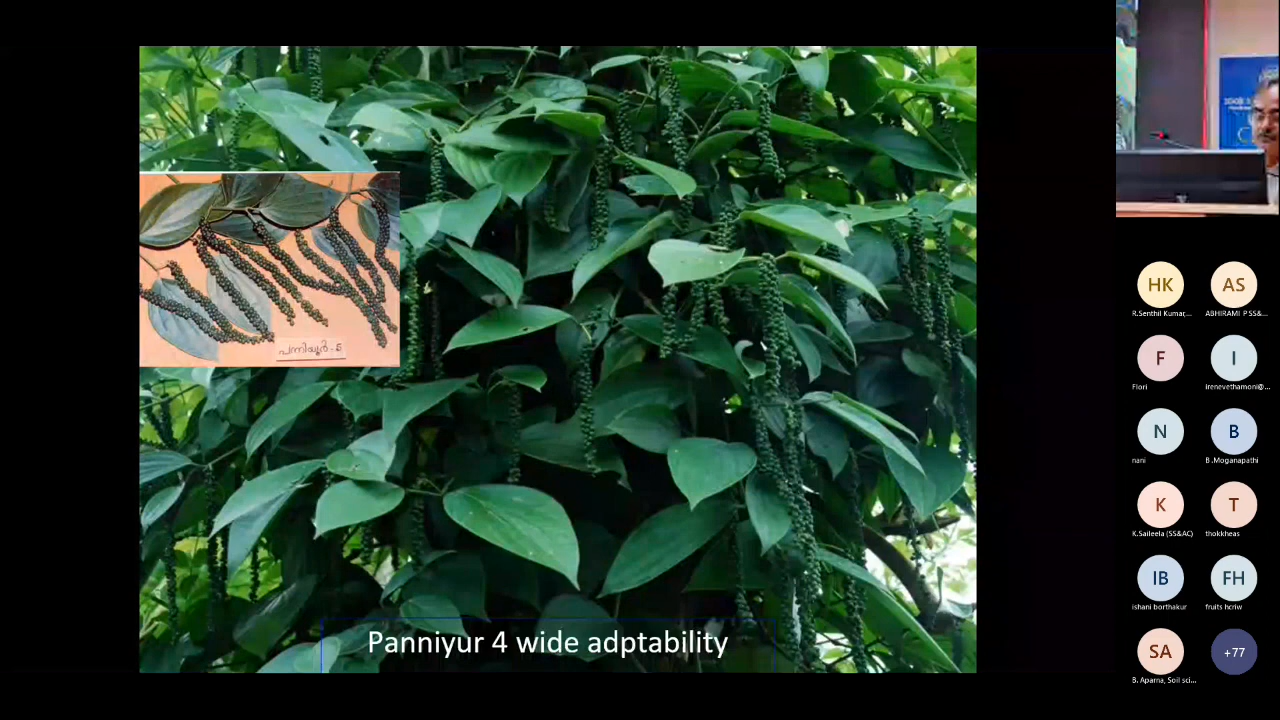 പന്നിയൂർ - 5
Panniyur 4 wide adptability
HK
R.Senthil Kumar,...
AS
ABHIRAMI P SS&...
F
Flori
I
irenevethamoni@...
N
nani
B
B .Moganapathi
K
K.Saileela (SS&AC)
T
thokkheas
IB
ishani borthakur
FH
fruits hcriw
SA
B. Aparna, Soil sci...
+77